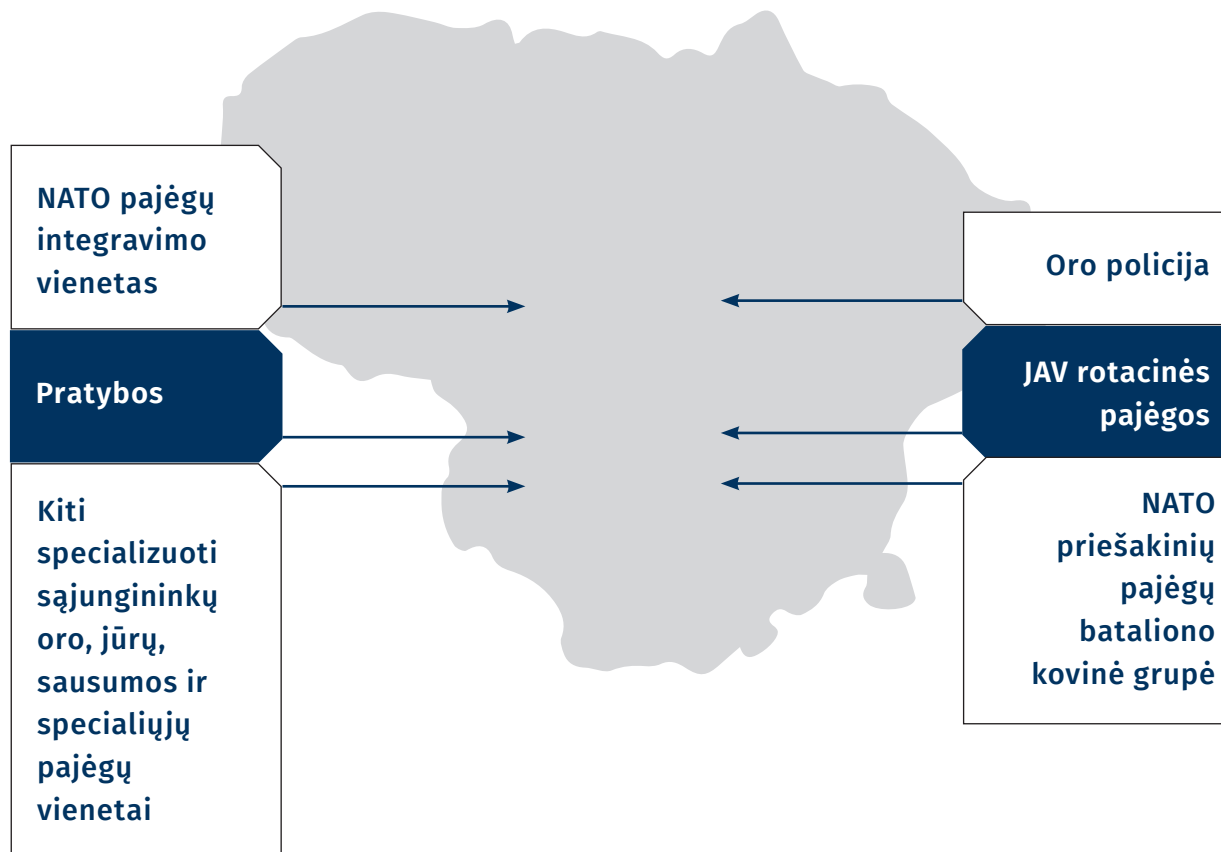 NATO pajėgų
integravimo
vienetas
Pratybos
Kiti
specializuoti
sąjungininkų
oro, jūrų,
sausumos ir
specialiųjų
pajėgų
vienetai
Oro policija
JAV rotacinės
pajėgos
NATO
priešakinių
pajėgų
bataliono
kovinė grupė